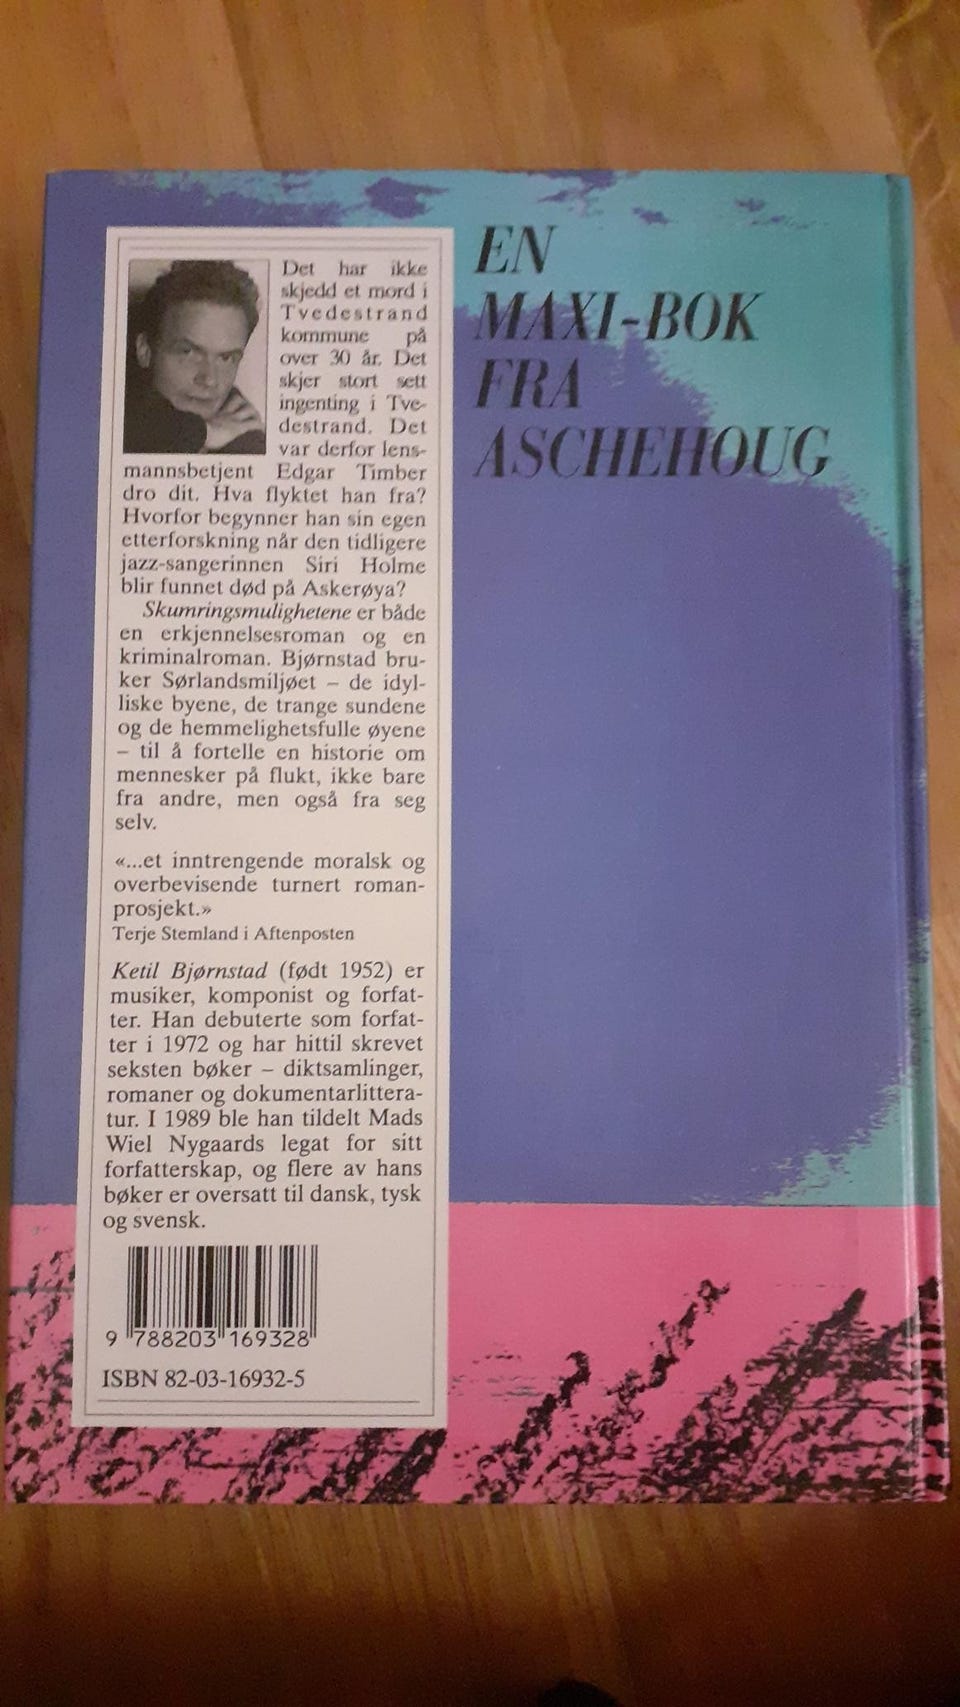 EN
MAXI-BOK
FRA
ASCHEHOUG
Det har ikke
skjedd et mord i
Tvedestrand
kommune på
over 30 år. Det
skjer stort sett
ingenting i Tve-
destrand. Det
var derfor lens-
mannsbetjent Edgar Timber
dro dit. Hva flyktet han fra?
Hvorfor begynner han sin egen
etterforskning når den tidligere
jazz-sangerinnen Siri Holme
blir funnet død på Askerøya?
Skumringsmulighetene er både
en erkjennelsesroman og en
kriminalroman. Bjørnstad bru-
ker Sørlandsmiljøet – de idyl-
liske byene, de trange sundene
og de hemmelighetsfulle øyene
– til å fortelle en historie om
mennesker på flukt, ikke bare
fra andre, men også fra seg
selv.
«...et inntrengende moralsk og
overbevisende turnert roman-
prosjekt.»
Terje Stemland i Aftenposten
Ketil Bjørnstad (født 1952) er
musiker, komponist og forfat-
ter. Han debuterte som forfat-
ter i 1972 og har hittil skrevet
seksten bøker – diktsamlinger,
romaner og dokumentarlittera-
tur. I 1989 ble han tildelt Mads
Wiel Nygaards legat for sitt
forfatterskap, og flere av hans
bøker er oversatt til dansk, tysk
og svensk.
9 788203 169328
ISBN 82-03-16932-5